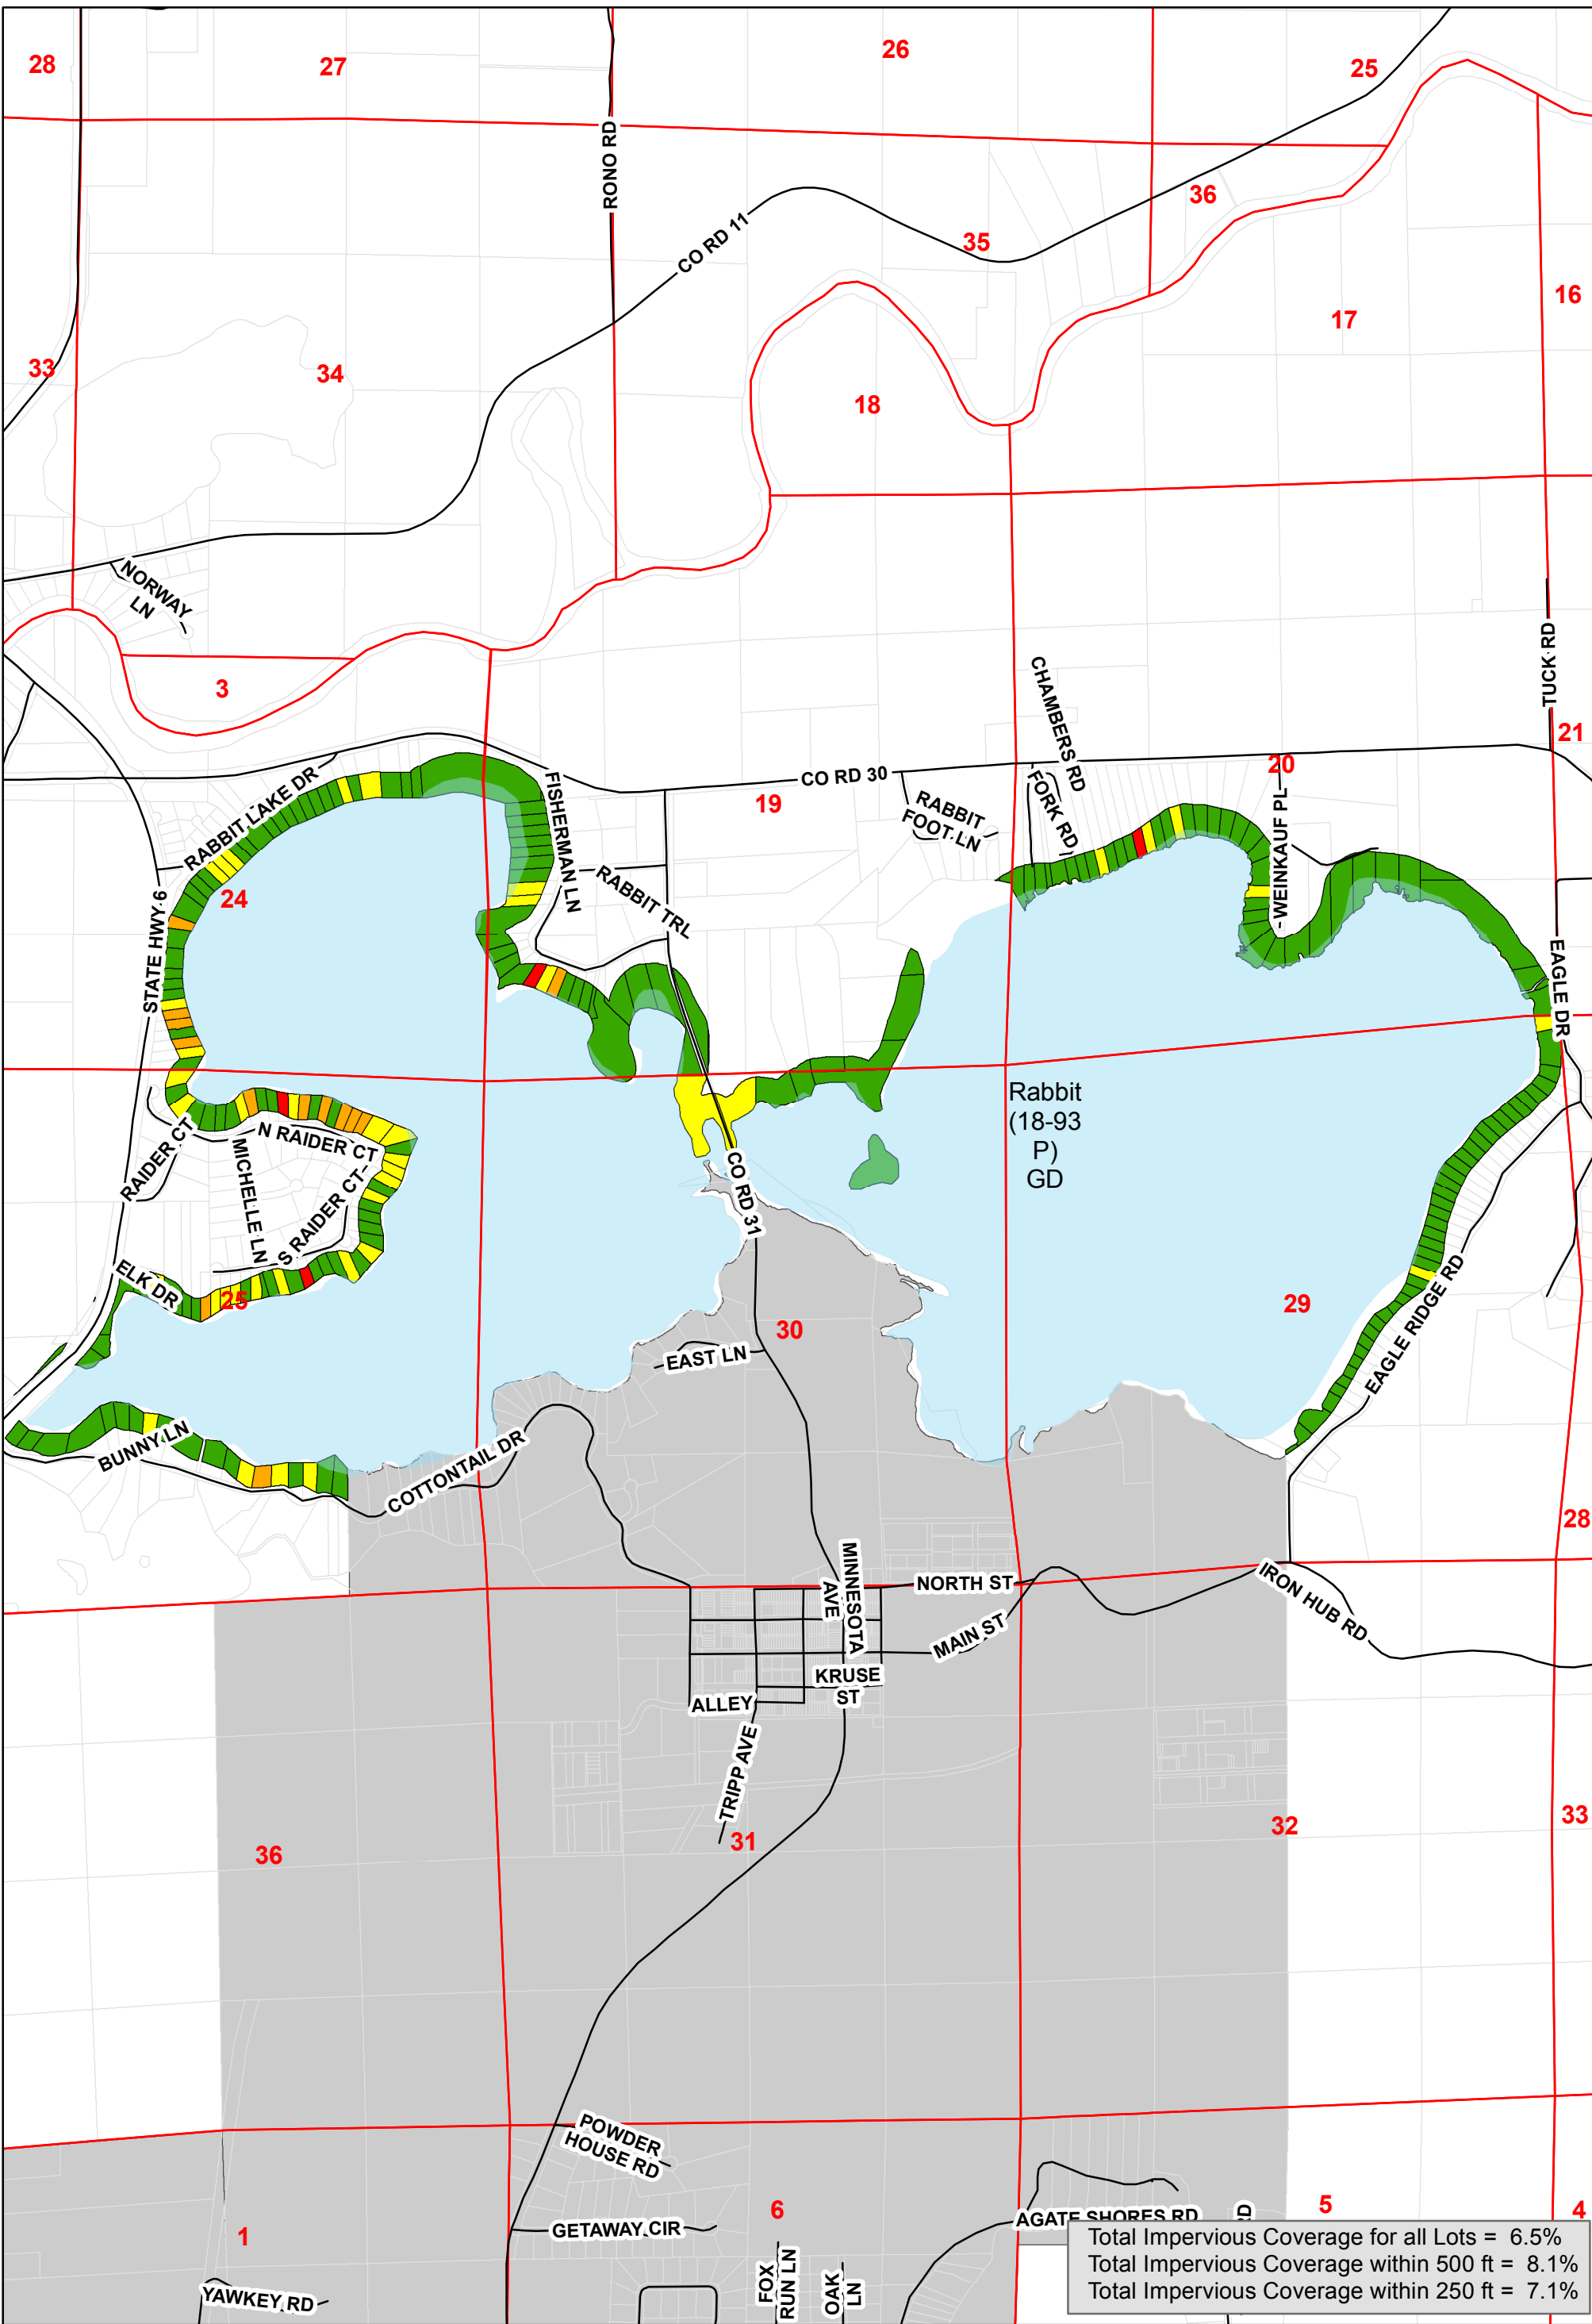 28
27
26
25
RONO RD
CO RD 11
36
35
16
17
33
34
18
NORWAY
LN
3
CHAMBERS RD
TUCK RD
21
20
CO RD 30
RABBIT LAKE DR
FISHERMAN LN
19
RABBIT
FOOT LN
FORK RD
WEINKAUF PL
24
STATE HWY 6
RABBIT TRL
EAGLE DR
Rabbit
(18-93
P)
GD
RAIDER CT
N RAIDER CT
MICHELLE LN
S RAIDER CT
CO RD 31
ELK DR
25
30
29
EAST LN
EAGLE RIDGE RD
BUNNY LN
COTTONTAIL DR
28
MINNESOTA
AVE
NORTH ST
IRON HUB RD
MAIN ST
KRUSE
ST
ALLEY
TRIPP AVE
31
32
33
36
POWDER
HOUSE RD
6
5
4
1
GETAWAY CIR
AGATE SHORES RD
RD
FOX
RUN LN
OAK
LN
YAWKEY RD
Total Impervious Coverage for all Lots = 6.5%
Total Impervious Coverage within 500 ft = 8.1%
Total Impervious Coverage within 250 ft = 7.1%